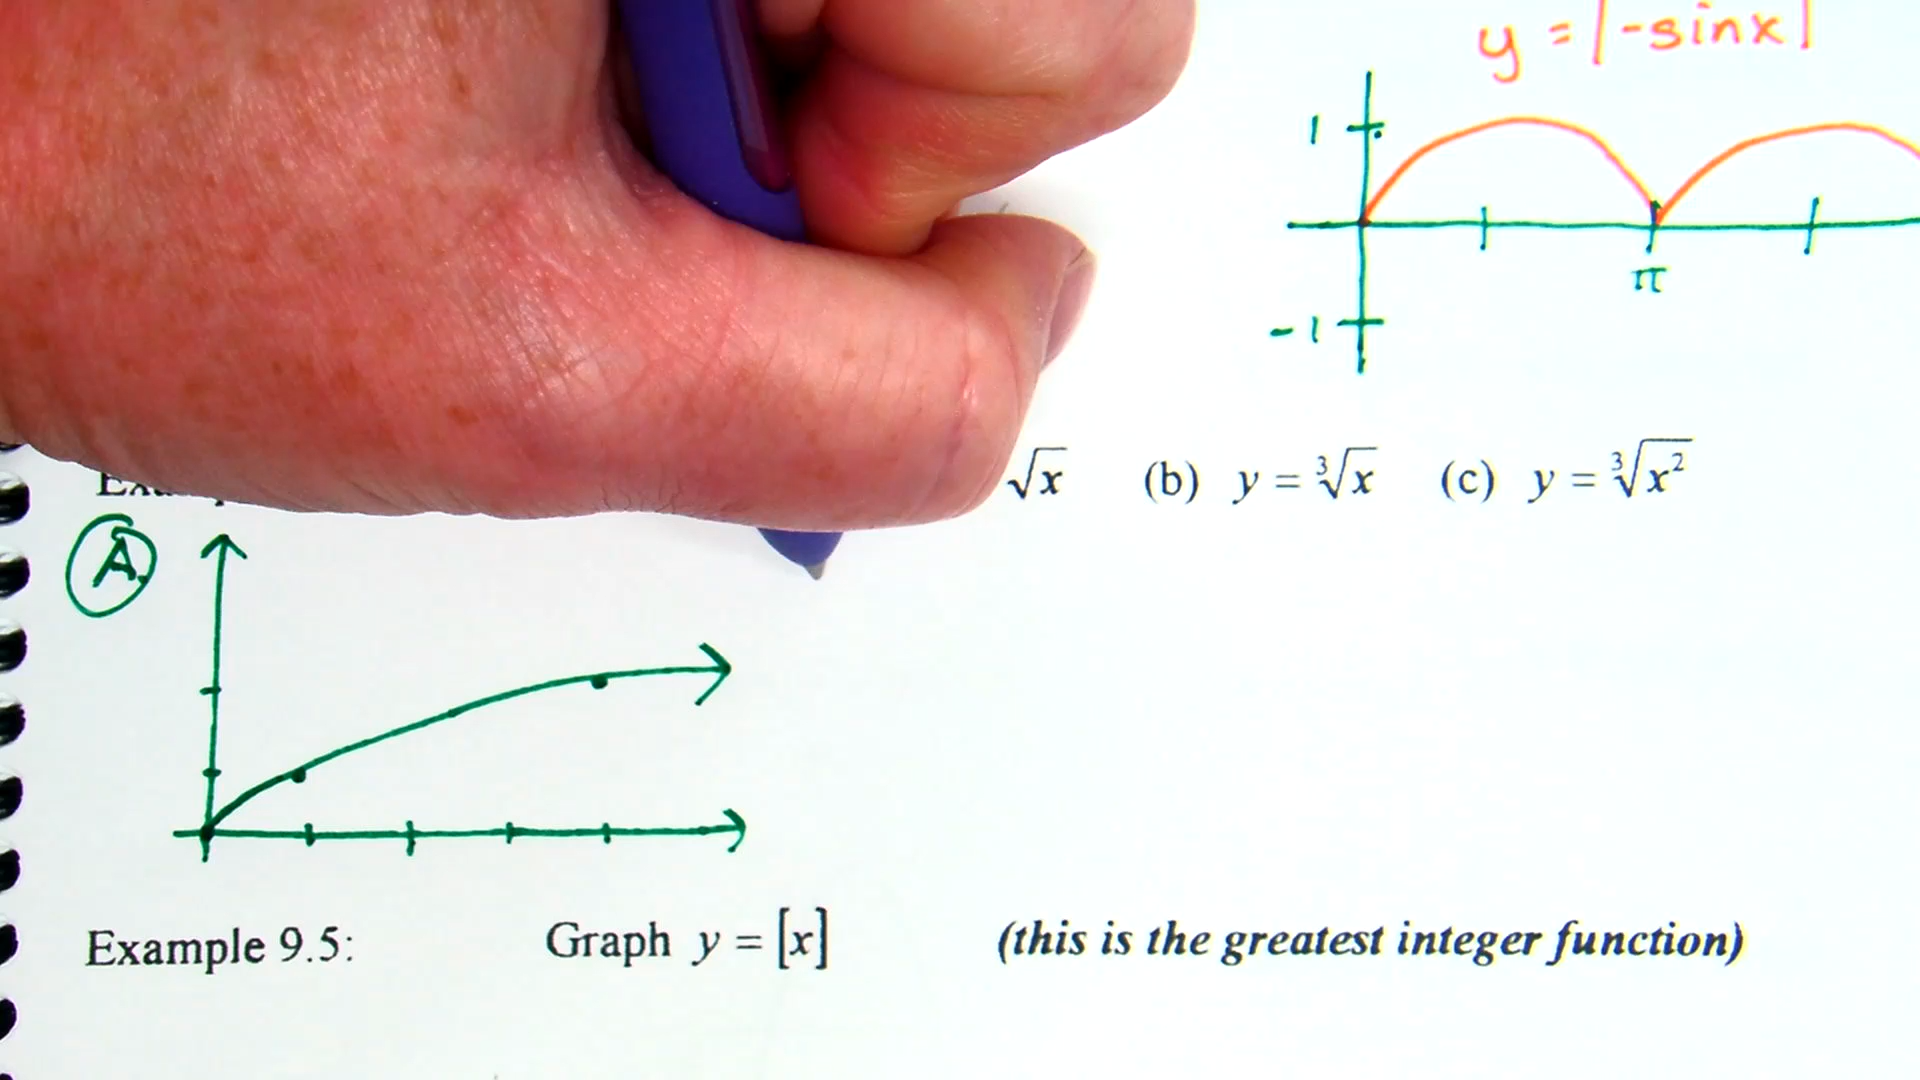 y = |-sinx|
1
π
-1
√x (b) y = ∛x (c) y = ∛x²
A.
Example 9.5: Graph y = [x] (this is the greatest integer function)